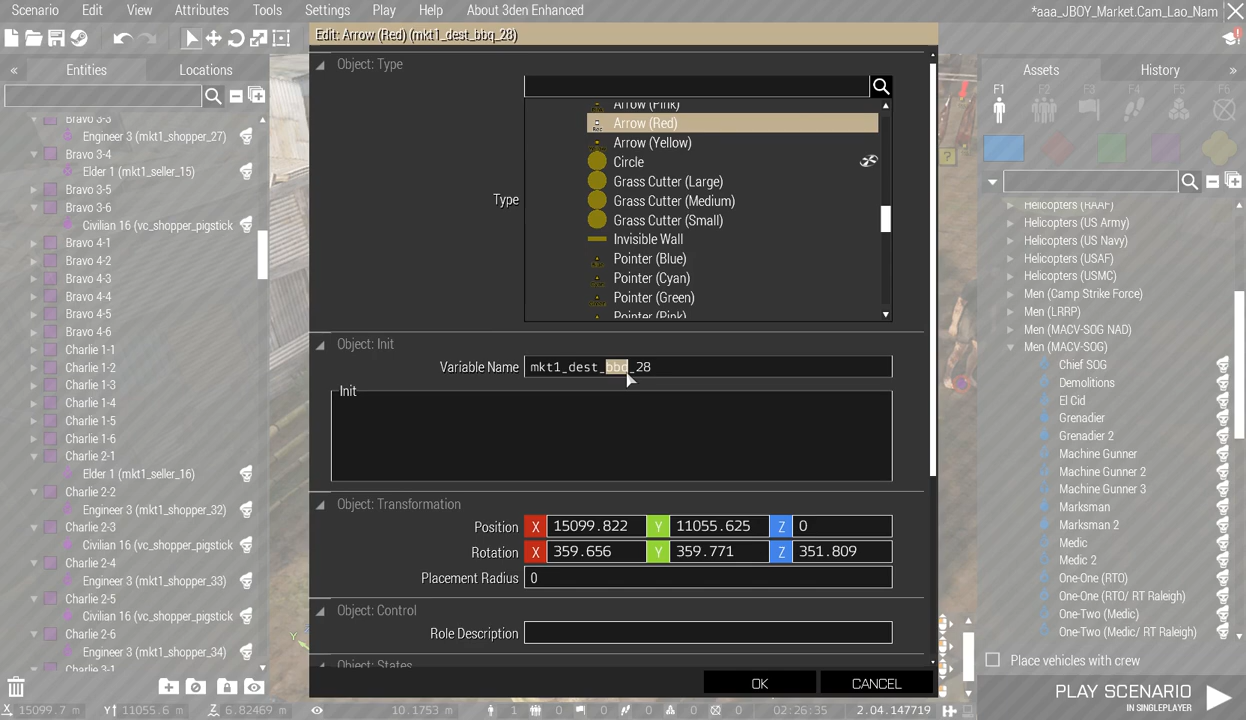 Scenario Edit View Attributes Tools Settings Play Help About 3den Enhanced *aaa_JBOY_Market.Cam_Lao_Nam
Edit: Arrow (Red) (mkt1_dest_bbq_28)
« Entities Locations
Bravo 3-3
Engineer 3 (mkt1_shopper_27)
Bravo 3-4
Elder 1 (mkt1_seller_15)
Bravo 3-5
Bravo 3-6
Civilian 16 (vc_shopper_pigstick
Bravo 4-1
Bravo 4-2
Bravo 4-3
Bravo 4-4
Bravo 4-5
Bravo 4-6
Charlie 1-1
Charlie 1-2
Charlie 1-3
Charlie 1-4
Charlie 1-5
Charlie 1-6
Charlie 2-1
Elder 1 (mkt1_seller_16)
Charlie 2-2
Engineer 3 (mkt1_shopper_32)
Charlie 2-3
Civilian 16 (vc_shopper_pigstick
Charlie 2-4
Engineer 3 (mkt1_shopper_33)
Charlie 2-5
Civilian 16 (vc_shopper_pigstick
Charlie 2-6
Engineer 3 (mkt1_shopper_34)
Charlie 3-1
Object: Type
Type
Arrow (Pink)
Arrow (Red)
Arrow (Yellow)
Circle
Grass Cutter (Large)
Grass Cutter (Medium)
Grass Cutter (Small)
Invisible Wall
Pointer (Blue)
Pointer (Cyan)
Pointer (Green)
Pointer (Pink)
Object: Init
Variable Name mkt1_dest_bbq_28
Init
Object: Transformation
Position X 15099.822 Y 11055.625 Z 0
Rotation X 359.656 Y 359.771 Z 351.809
Placement Radius 0
Object: Control
Role Description
Object: States
OK CANCEL
Assets History »
F1 F2 F3 F4 F5 F6
Helicopters (RAAF)
Helicopters (US Army)
Helicopters (US Navy)
Helicopters (USAF)
Helicopters (USMC)
Men (Camp Strike Force)
Men (LRRP)
Men (MACV-SOG NAD)
Men (MACV-SOG)
Chief SOG
Demolitions
El Cid
Grenadier
Grenadier 2
Machine Gunner
Machine Gunner 2
Machine Gunner 3
Marksman
Marksman 2
Medic
Medic 2
One-One (RTO)
One-One (RTO/ RT Raleigh)
One-Two (Medic)
One-Two (Medic/ RT Raleigh)
Place vehicles with crew
PLAY SCENARIO
IN SINGLEPLAYER
X 15099.7 m Y 11055.6 m Z 6.82469 m 10.1753 m 1 0 0 0 0 0 02:26:35 2.04.147719